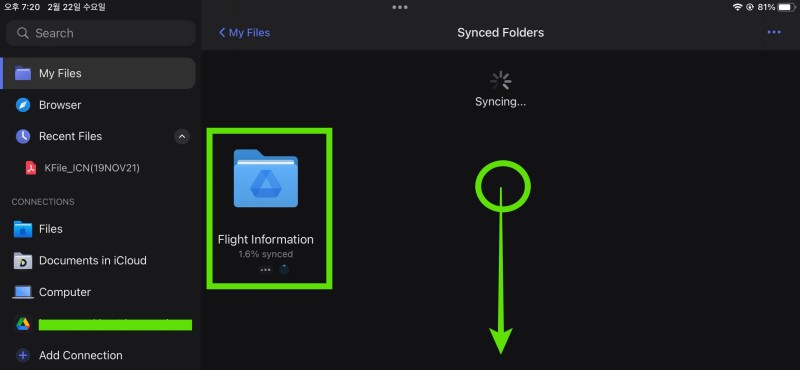 오후 7:20 2월 22일 수요일
81%
Search
My Files
Browser
Recent Files
KFile_ICN(19NOV21)
CONNECTIONS
Files
Documents in iCloud
Computer
Add Connection
My Files
Synced Folders
Syncing...
Flight Information
1.6% synced